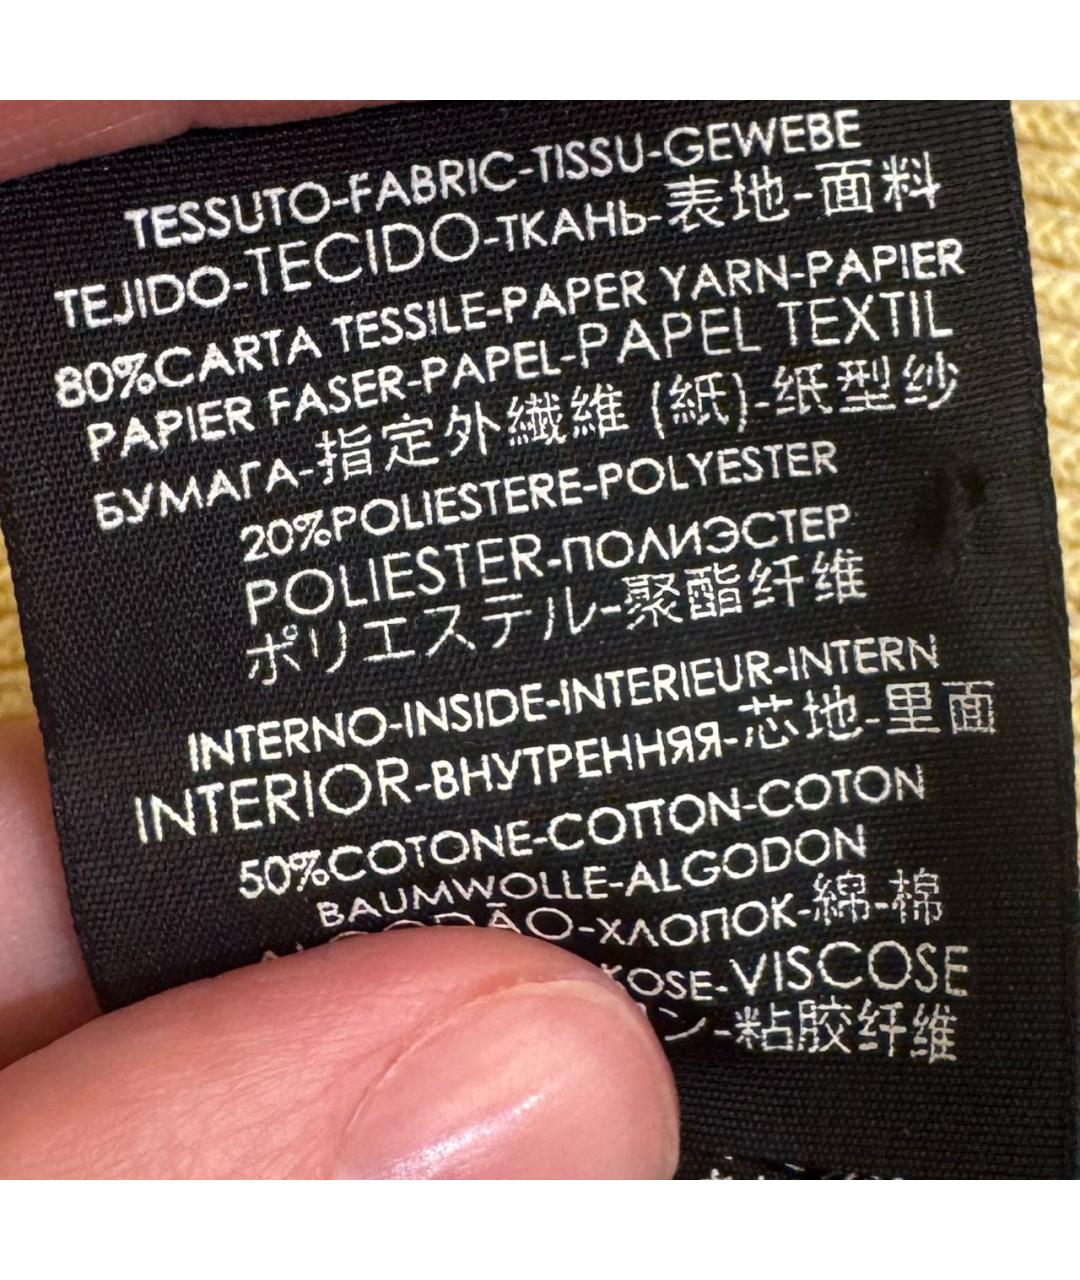 TESSUTO-FABRIC-TISSU-GEWEBE
TEJIDO-TECIDO-ТКАНЬ-表地-面料
80%CARTA TESSILE-PAPER YARN-PAPIER
PAPIER FASER-PAPEL-PAPEL TEXTIL
БУМАГА-指定外繊維 (紙)-纸型纱
20%POLIESTERE-POLYESTER
POLIESTER-ПОЛИЭСТЕР
ポリエステル-聚酯纤维
INTERNO-INSIDE-INTERIEUR-INTERN
INTERIOR-ВНУТРЕННЯЯ-芯地-里面
50%COTONE-COTTON-COTON
BAUMWOLLE-ALGODON
ХЛОПОК-綿-棉
VISCOSE
粘胶纤维